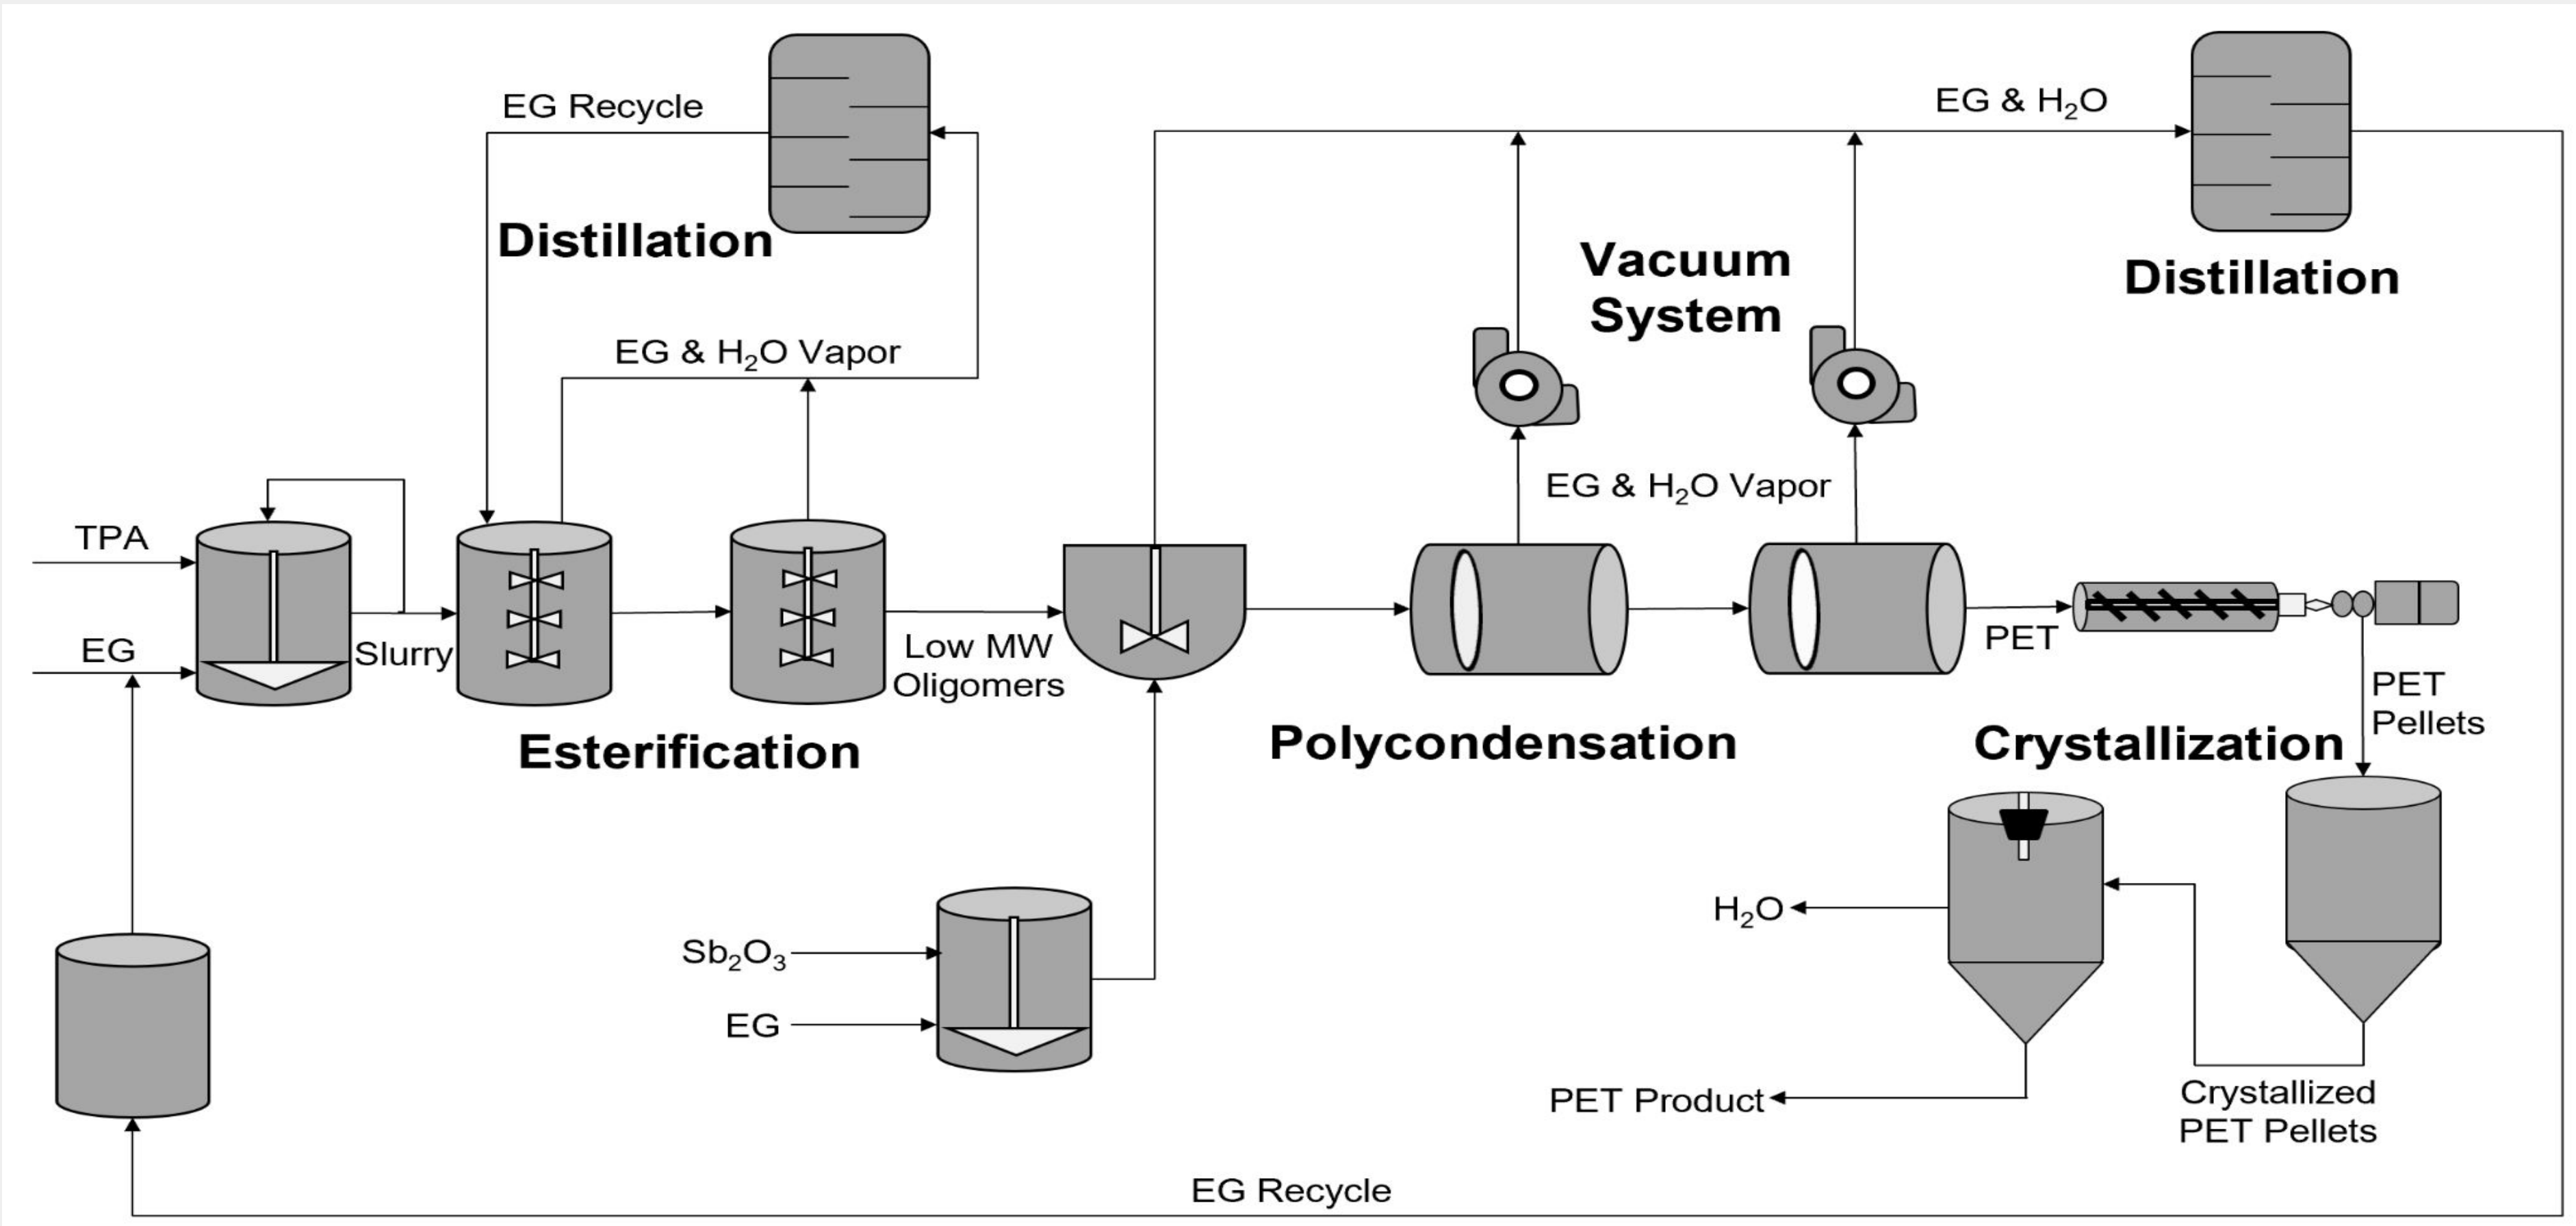 EG Recycle
EG & H₂O
Distillation
Vacuum
System
Distillation
EG & H₂O Vapor
EG & H₂O Vapor
TPA
EG
Slurry
Low MW
Oligomers
PET
PET
Pellets
Esterification
Polycondensation
Crystallization
Sb₂O₃
EG
H₂O
PET Product
Crystallized
PET Pellets
EG Recycle